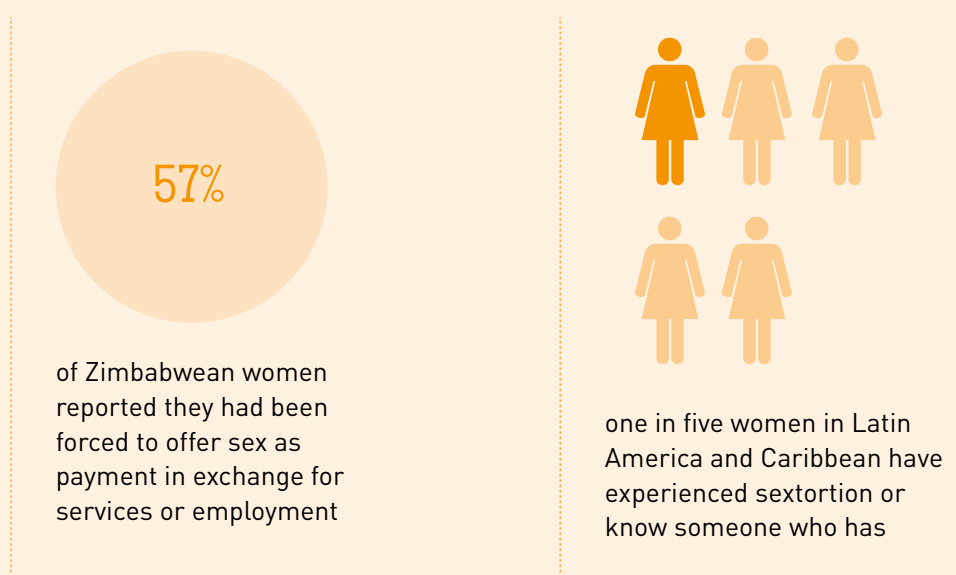 57%
of Zimbabwean women
reported they had been
forced to offer sex as
payment in exchange for
services or employment
one in five women in Latin
America and Caribbean have
experienced sextortion or
know someone who has